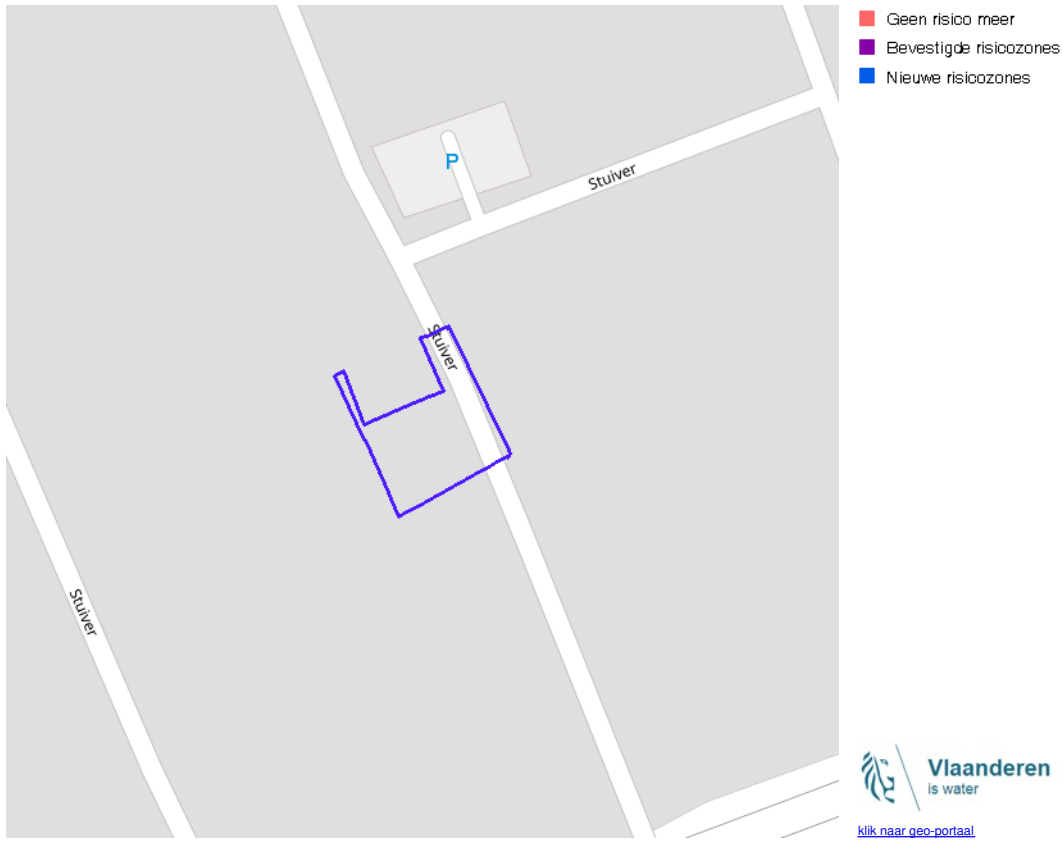 Geen risico meer
Bevestigde risicozones
Nieuwe risicozones
P
Stuiver
Stuiver
Stuiver
Vlaanderen
is water
klik naar geo-portaal